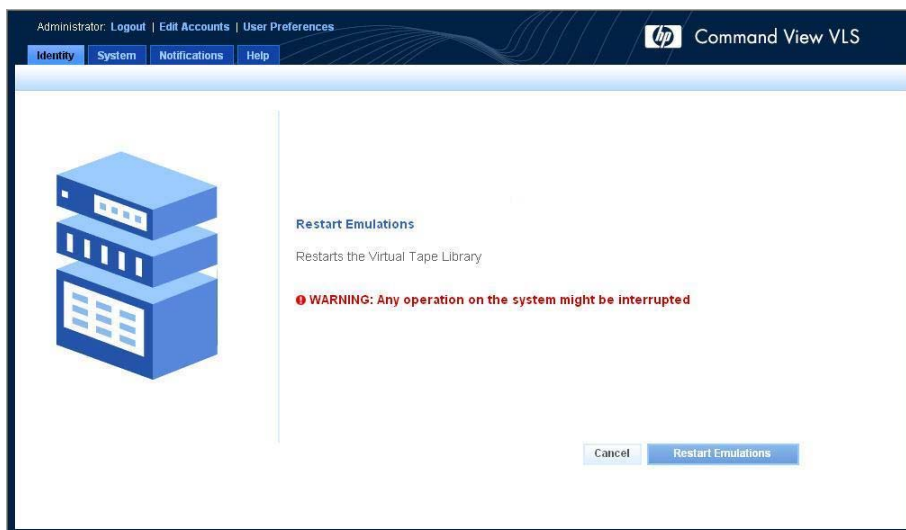 Administrator: Logout | Edit Accounts | User Preferences
hp Command View VLS
Identity System Notifications Help
Restart Emulations
Restarts the Virtual Tape Library
WARNING: Any operation on the system might be interrupted
Cancel Restart Emulations